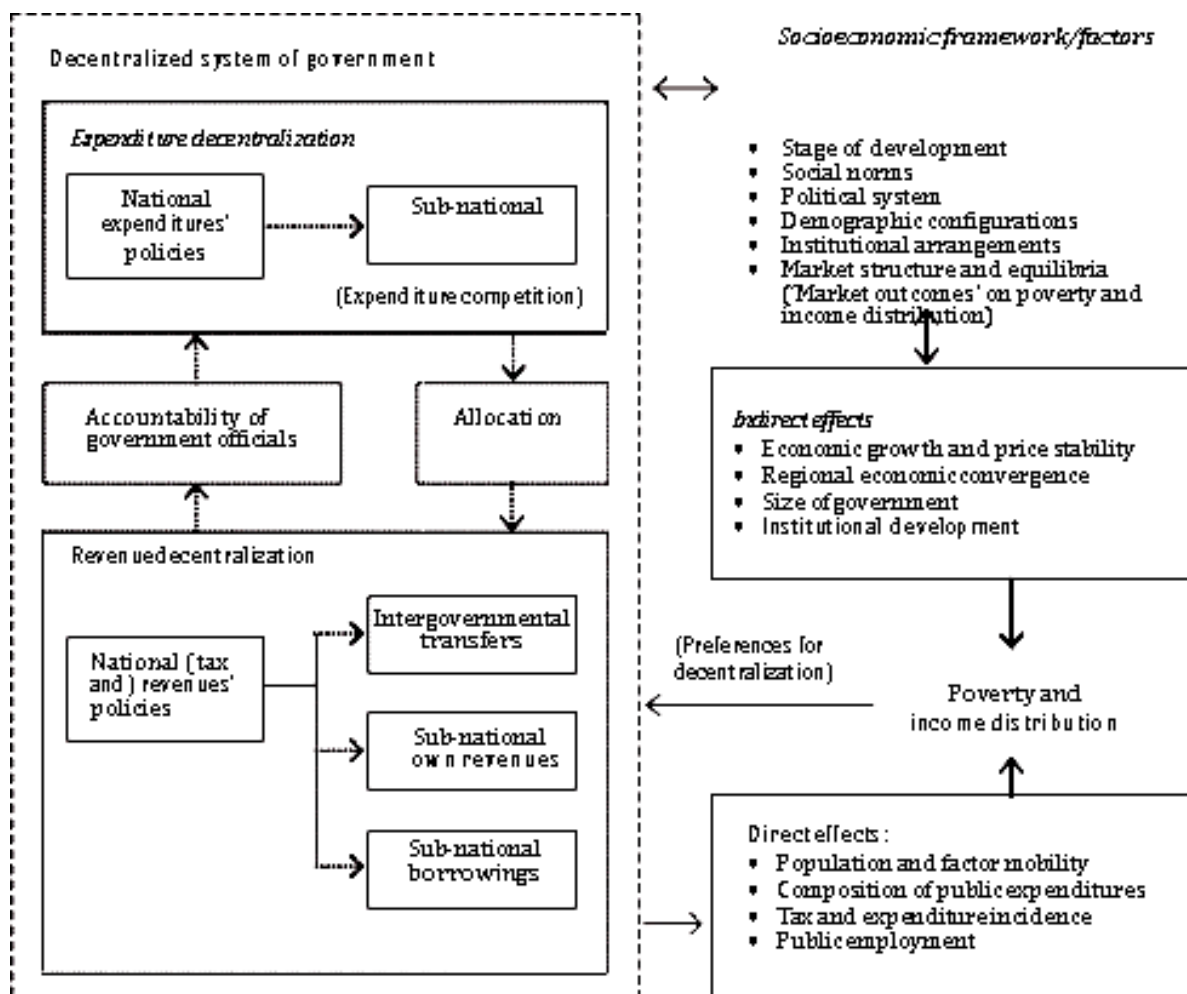 Decentralized system of government
Expenditure decentralization
National
expenditures'
policies
Sub-national
(Expenditure competition)
Accountability of
government officials
Allocation
Revenue decentralization
National (tax
and) revenues'
policies
Intergovernmental
transfers
Sub-national
own revenues
Sub-national
borrowings
Socioeconomic framework/factors
• Stage of development
• Social norms
• Political system
• Demographic configurations
• Institutional arrangements
• Market structure and equilibria
('Market outcomes' on poverty and
income distribution)
Indirect effects
• Economic growth and price stability
• Regional economic convergence
• Size of government
• Institutional development
(Preferences for
decentralization)
Poverty and
income distribution
Direct effects:
• Population and factor mobility
• Composition of public expenditures
• Tax and expenditure incidence
• Public employment